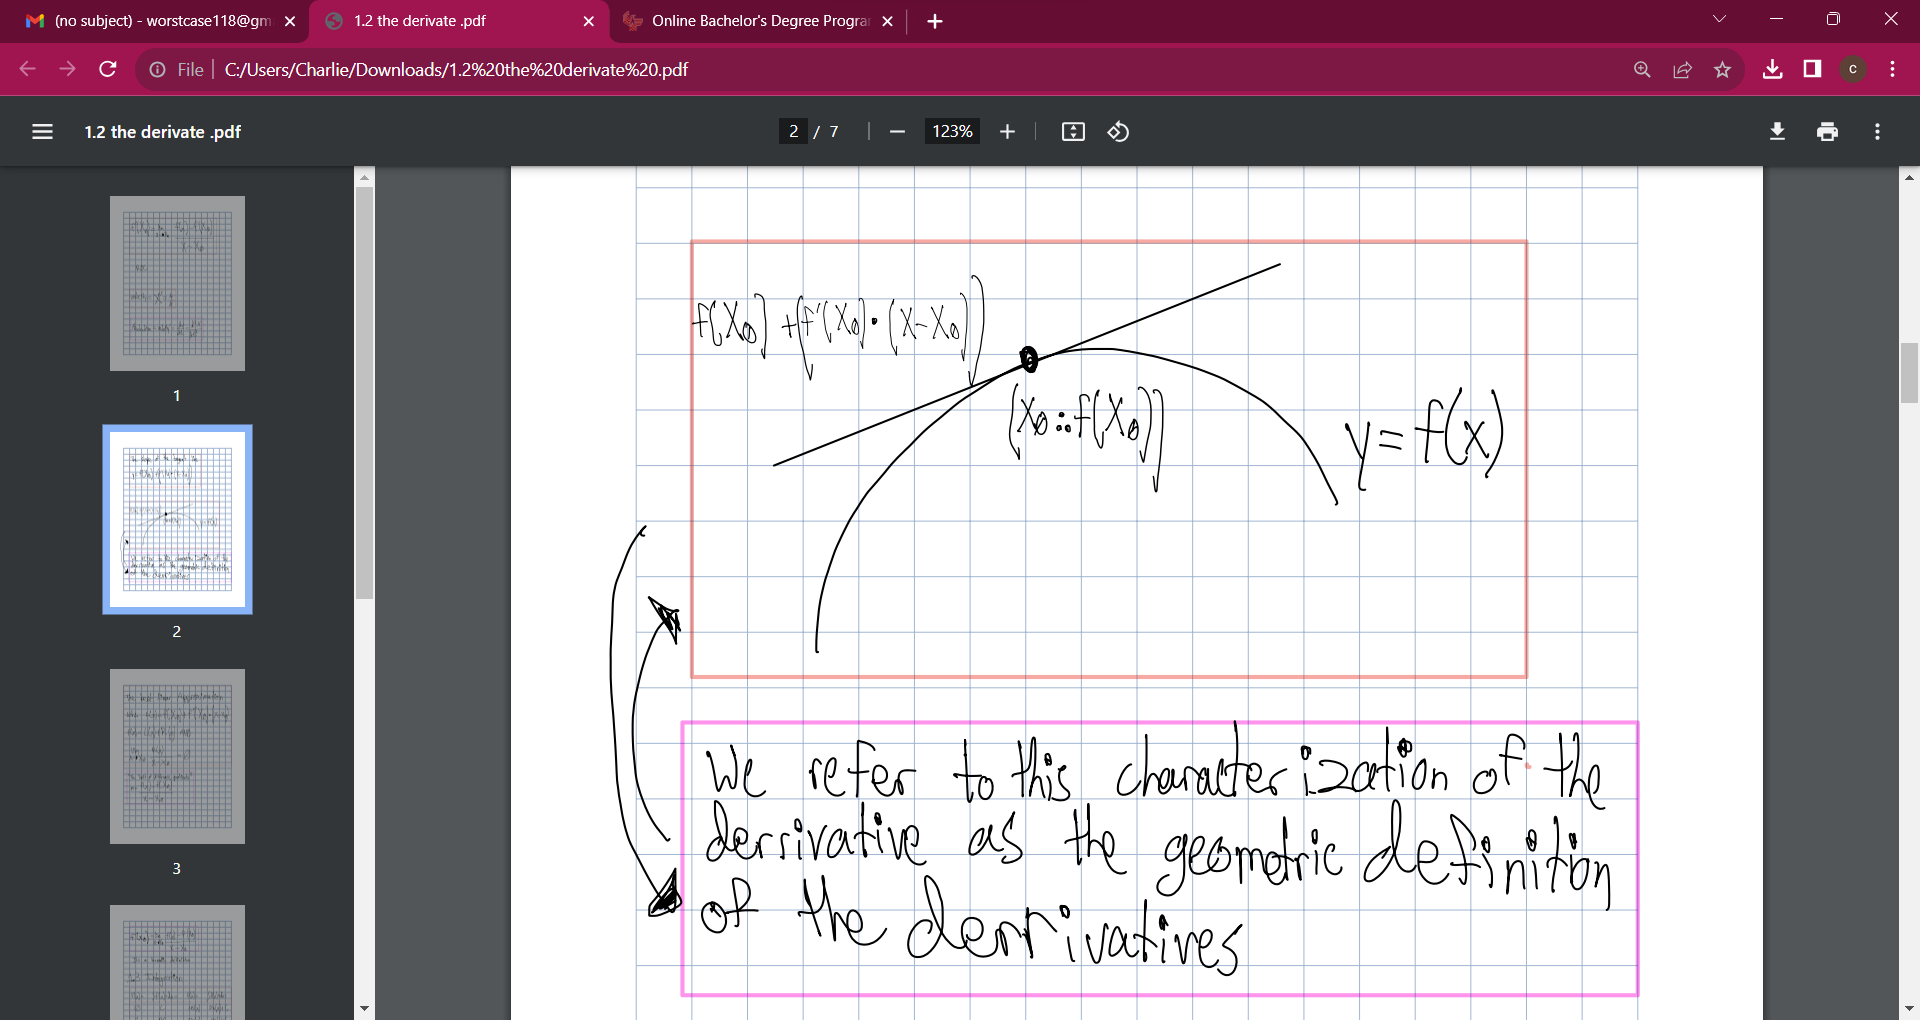 (no subject) - worstcase118@gm
1.2 the derivate .pdf
Online Bachelor's Degree Progra
File
C:/Users/Charlie/Downloads/1.2%20the%20derivate%20.pdf
c
1.2 the derivate .pdf
2 / 7
123%
1
2
3
f(x₀) + (f'(x₀) • (x-x₀))
(x₀ :: f(x₀))
y = f(x)
We refer to this characterization of the
derrivative as the geometric definition
of the derrivatives